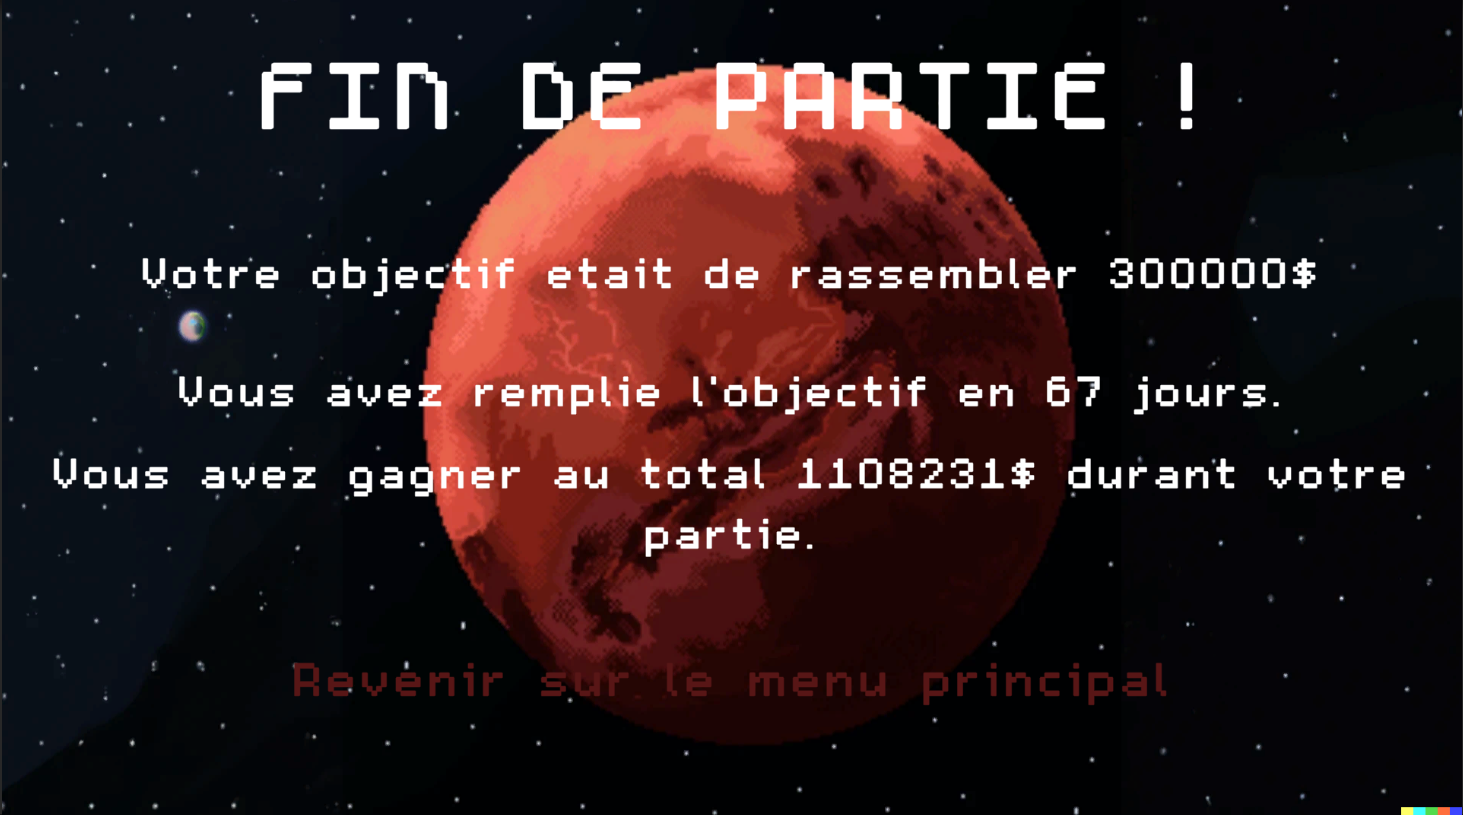 FIN DE PARTIE !
Votre objectif etait de rassembler 300000$
Vous avez remplie l'objectif en 67 jours.
Vous avez gagner au total 1108231$ durant votre
partie.
Revenir sur le menu principal